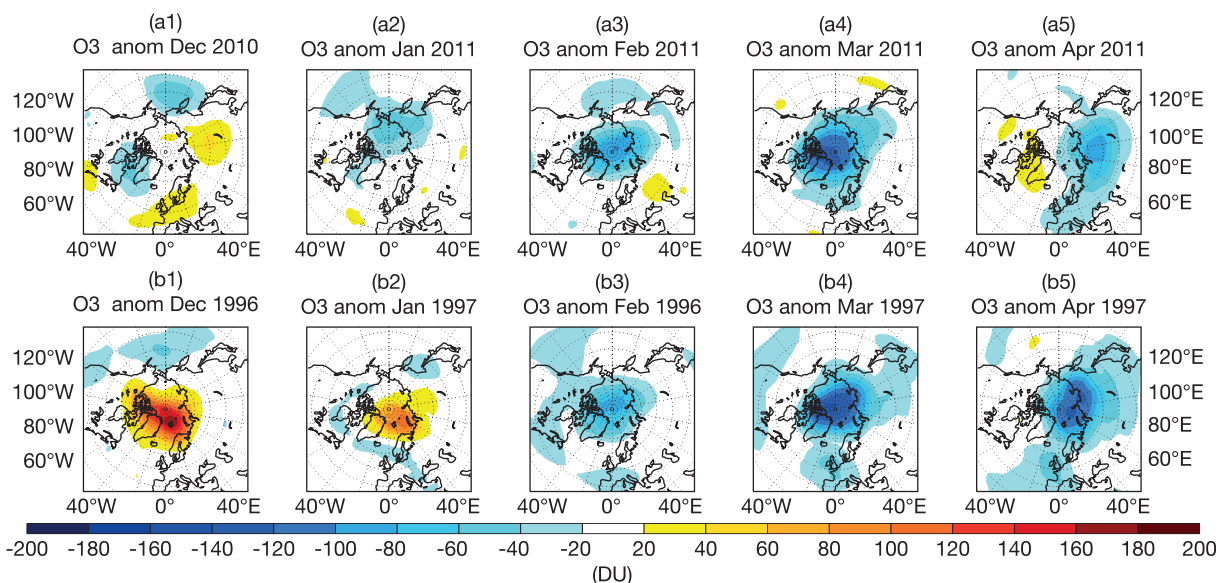 (a1) (a2) (a3) (a4) (a5)
O3 anom Dec 2010 O3 anom Jan 2011 O3 anom Feb 2011 O3 anom Mar 2011 O3 anom Apr 2011
120°W 120°E
100°W 100°E
80°W 80°E
60°W 60°E
40°W 0° 40°E 40°W 0° 40°E 40°W 0° 40°E 40°W 0° 40°E 40°W 0° 40°E
(b1) (b2) (b3) (b4) (b5)
O3 anom Dec 1996 O3 anom Jan 1997 O3 anom Feb 1996 O3 anom Mar 1997 O3 anom Apr 1997
120°W 120°E
100°W 100°E
80°W 80°E
60°W 60°E
40°W 0° 40°E 40°W 0° 40°E 40°W 0° 40°E 40°W 0° 40°E 40°W 0° 40°E
-200 -180 -160 -140 -120 -100 -80 -60 -40 -20 20 40 60 80 100 120 140 160 180 200
(DU)